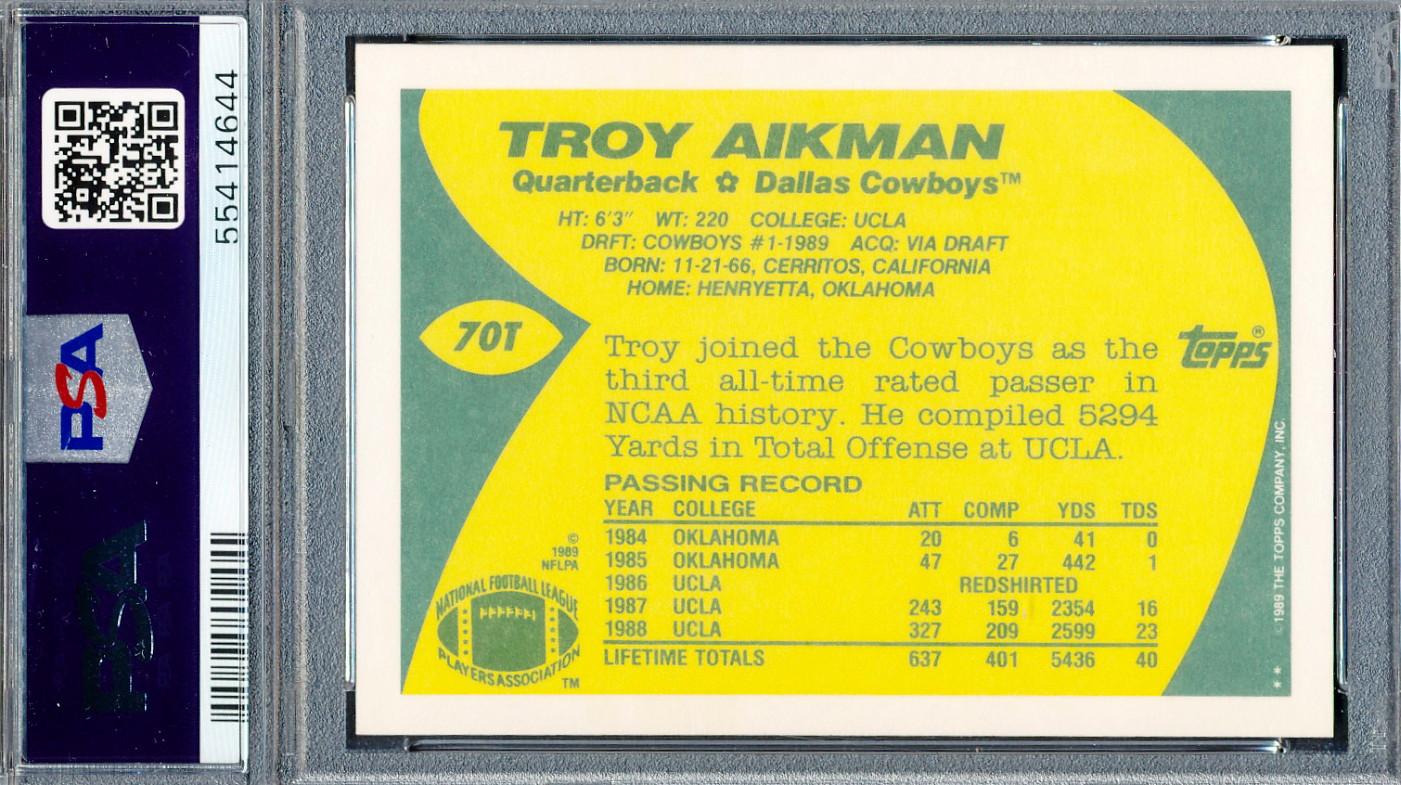 55414644
PSA
PSA
TROY AIKMAN
Quarterback ✿ Dallas Cowboys™
HT: 6'3" WT: 220 COLLEGE: UCLA
DRFT: COWBOYS #1-1989 ACQ: VIA DRAFT
BORN: 11-21-66, CERRITOS, CALIFORNIA
HOME: HENRYETTA, OKLAHOMA
70T
Troy joined the Cowboys as the
third all-time rated passer in
NCAA history. He compiled 5294
Yards in Total Offense at UCLA.
topps®
PASSING RECORD
YEAR COLLEGE ATT COMP YDS TDS
1984 OKLAHOMA 20 6 41 0
1985 OKLAHOMA 47 27 442 1
1986 UCLA REDSHIRTED
1987 UCLA 243 159 2354 16
1988 UCLA 327 209 2599 23
LIFETIME TOTALS 637 401 5436 40
©
1989
NFLPA
NATIONAL FOOTBALL LEAGUE
PLAYERS ASSOCIATION
TM
** © 1989 THE TOPPS COMPANY, INC.